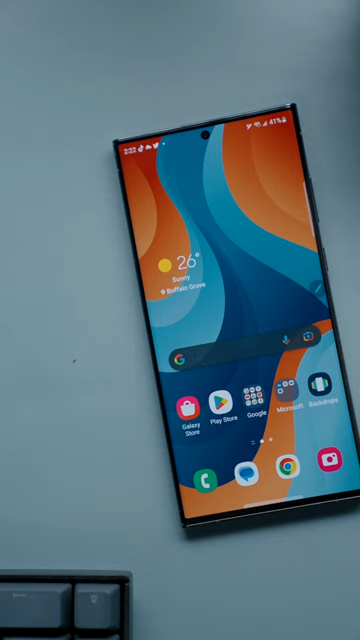 2:22
41%
26°
Sunny
Buffalo Grove
G
Galaxy
Store
Play Store
Google
Microsoft
Backdrops